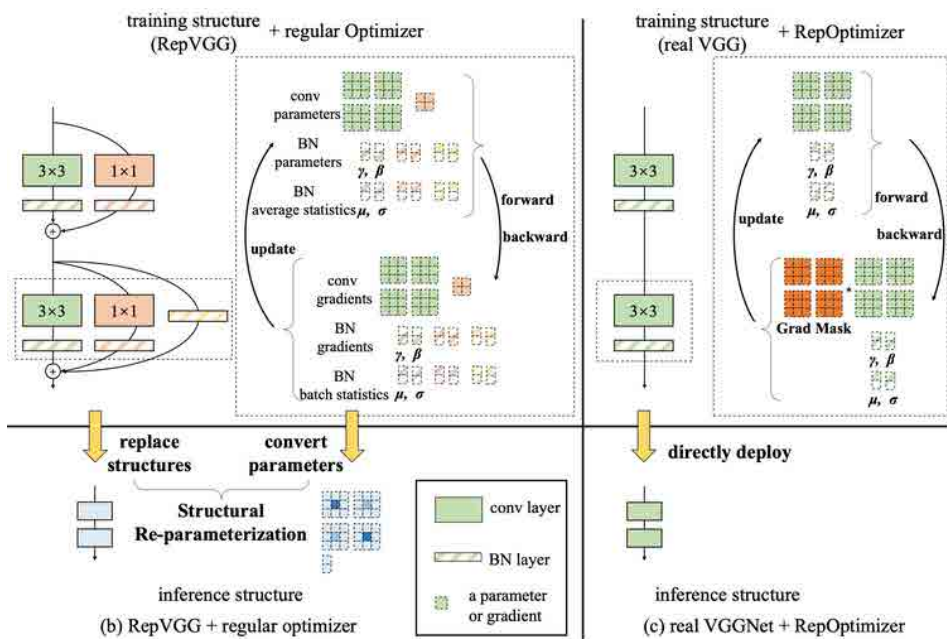 training structure
(RepVGG)
+ regular Optimizer
3×3
1×1
3×3
1×1
conv
parameters
BN
parameters
γ, β
BN
average statistics
μ, σ
update
forward
backward
conv
gradients
BN
gradients
γ, β
BN
batch statistics
μ, σ
training structure
(real VGG)
+ RepOptimizer
3×3
3×3
γ, β
μ, σ
update
forward
backward
*
Grad Mask
γ, β
μ, σ
replace
structures
convert
parameters
Structural
Re-parameterization
conv layer
BN layer
a parameter
or gradient
directly deploy
inference structure
(b) RepVGG + regular optimizer
inference structure
(c) real VGGNet + RepOptimizer